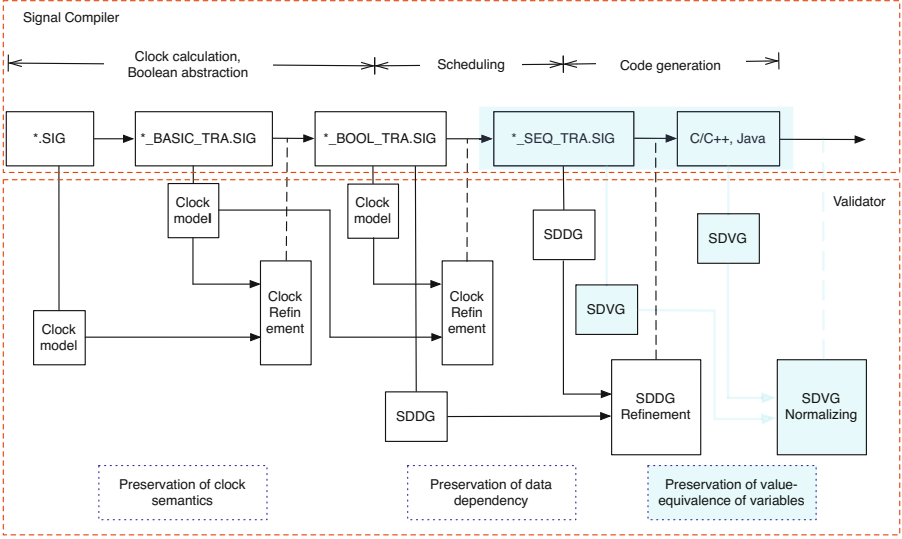 Signal Compiler
Clock calculation,
Boolean abstraction
Scheduling
Code generation
*.SIG
*_BASIC_TRA.SIG
*_BOOL_TRA.SIG
*_SEQ_TRA.SIG
C/C++, Java
Validator
Clock
model
Clock
model
SDDG
SDVG
Clock
Refin
ement
Clock
Refin
ement
SDVG
Clock
model
SDDG
SDDG
Refinement
SDVG
Normalizing
Preservation of clock
semantics
Preservation of data
dependency
Preservation of value-
equivalence of variables